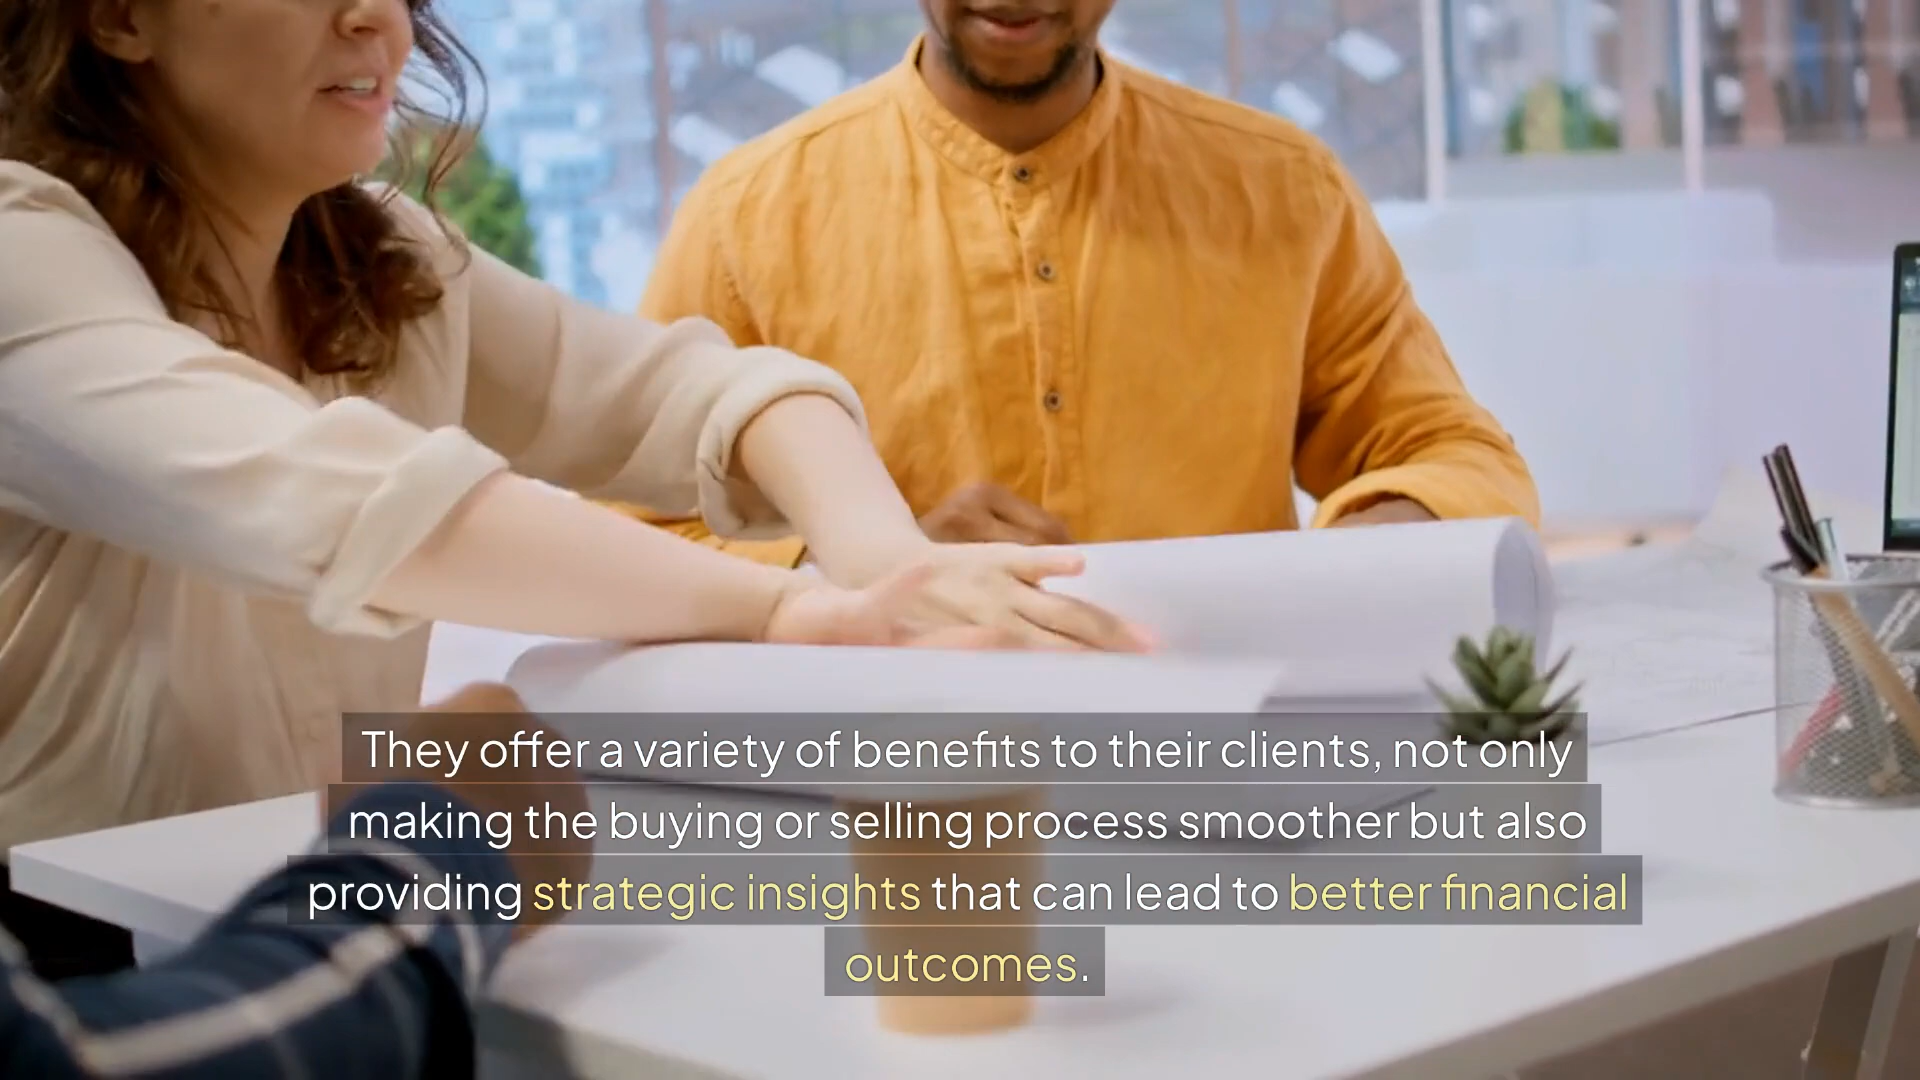 They offer a variety of benefits to their clients, not only
making the buying or selling process smoother but also
providing strategic insights that can lead to better financial
outcomes.